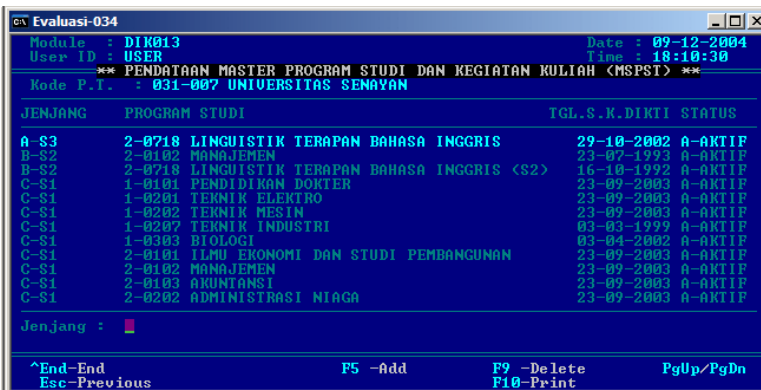 Evaluasi-034
Module : DIK013 Date : 09-12-2004
User ID : USER Time : 18:10:30
** PENDATAAN MASTER PROGRAM STUDI DAN KEGIATAN KULIAH (MSPST) **
Kode P.T. : 031-007 UNIVERSITAS SENAYAN
JENJANG PROGRAM STUDI TGL.S.K.DIKTI STATUS
A-S3 2-0718 LINGUISTIK TERAPAN BAHASA INGGRIS 29-10-2002 A-AKTIF
B-S2 2-0102 MANAJEMEN 23-07-1993 A-AKTIF
B-S2 2-0718 LINGUISTIK TERAPAN BAHASA INGGRIS (S2) 16-10-1992 A-AKTIF
C-S1 1-0101 PENDIDIKAN DOKTER 23-09-2003 A-AKTIF
C-S1 1-0201 TEKNIK ELEKTRO 23-09-2003 A-AKTIF
C-S1 1-0202 TEKNIK MESIN 23-09-2003 A-AKTIF
C-S1 1-0207 TEKNIK INDUSTRI 03-03-1999 A-AKTIF
C-S1 1-0303 BIOLOGI 03-04-2002 A-AKTIF
C-S1 2-0101 ILMU EKONOMI DAN STUDI PEMBANGUNAN 23-09-2003 A-AKTIF
C-S1 2-0102 MANAJEMEN 23-09-2003 A-AKTIF
C-S1 2-0103 AKUNTANSI 23-09-2003 A-AKTIF
C-S1 2-0202 ADMINISTRASI NIAGA 23-09-2003 A-AKTIF
Jenjang :
^End-End F5 -Add F9 -Delete PgUp/PgDn
Esc-Previous F10-Print